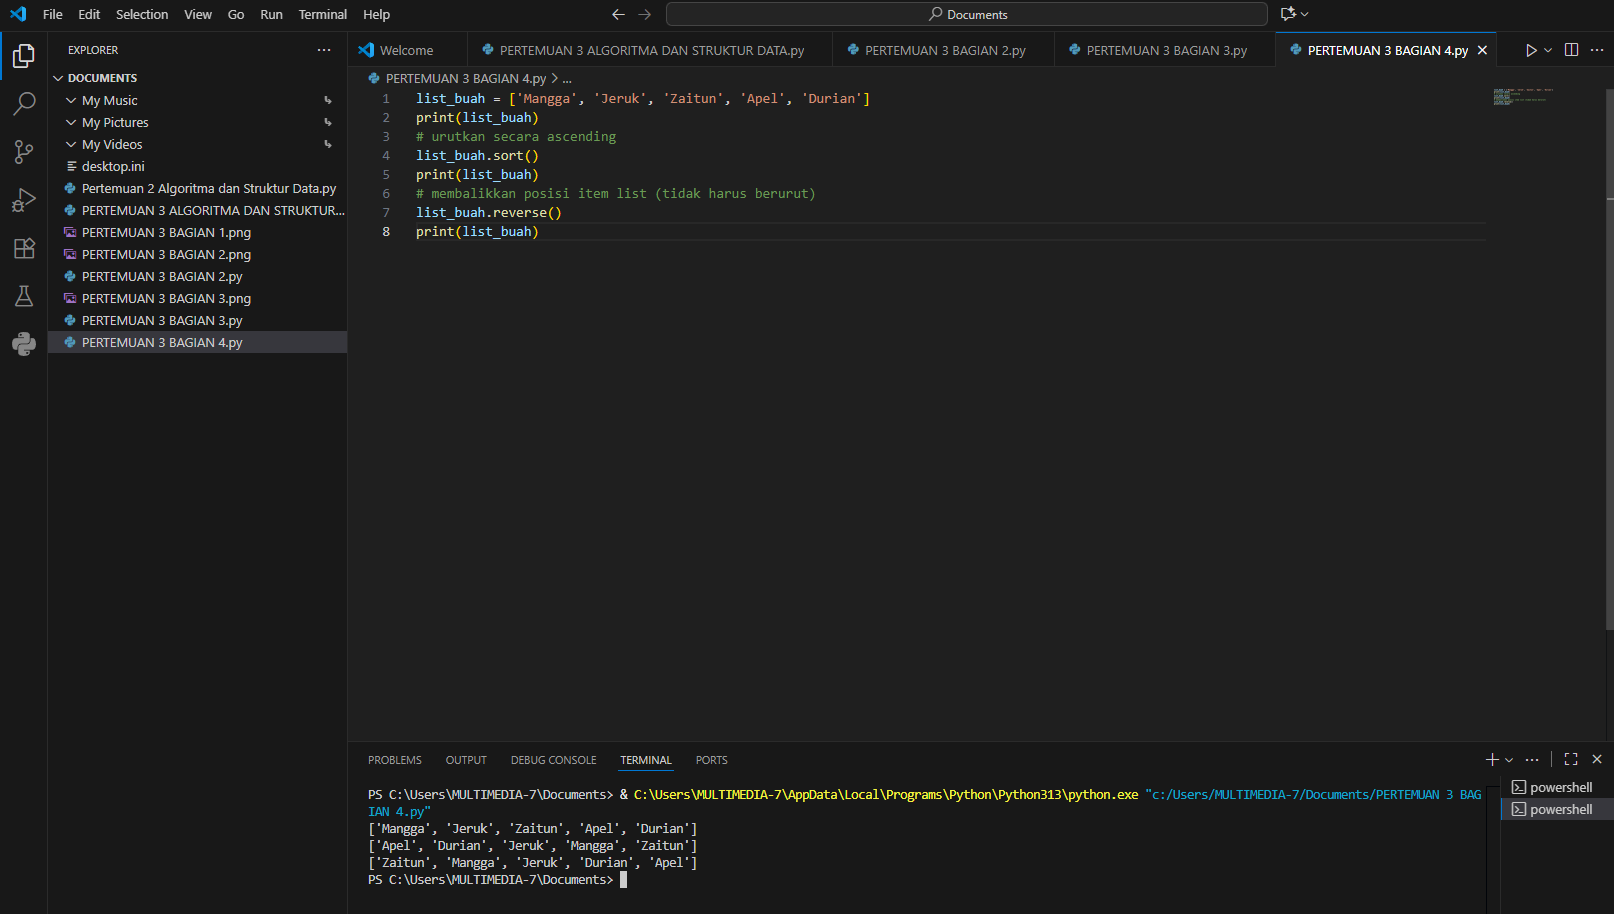 File Edit Selection View Go Run Terminal Help
Documents
EXPLORER
DOCUMENTS
My Music
My Pictures
My Videos
desktop.ini
Pertemuan 2 Algoritma dan Struktur Data.py
PERTEMUAN 3 ALGORITMA DAN STRUKTUR...
PERTEMUAN 3 BAGIAN 1.png
PERTEMUAN 3 BAGIAN 2.png
PERTEMUAN 3 BAGIAN 2.py
PERTEMUAN 3 BAGIAN 3.png
PERTEMUAN 3 BAGIAN 3.py
PERTEMUAN 3 BAGIAN 4.py
Welcome
PERTEMUAN 3 ALGORITMA DAN STRUKTUR DATA.py
PERTEMUAN 3 BAGIAN 2.py
PERTEMUAN 3 BAGIAN 3.py
PERTEMUAN 3 BAGIAN 4.py
PERTEMUAN 3 BAGIAN 4.py > ...
1 list_buah = ['Mangga', 'Jeruk', 'Zaitun', 'Apel', 'Durian']
2 print(list_buah)
3 # urutkan secara ascending
4 list_buah.sort()
5 print(list_buah)
6 # membalikkan posisi item list (tidak harus berurut)
7 list_buah.reverse()
8 print(list_buah)
PROBLEMS OUTPUT DEBUG CONSOLE TERMINAL PORTS
PS C:\Users\MULTIMEDIA-7\Documents> & C:\Users\MULTIMEDIA-7\AppData\Local\Programs\Python\Python313\python.exe "c:/Users/MULTIMEDIA-7/Documents/PERTEMUAN 3 BAG
IAN 4.py"
['Mangga', 'Jeruk', 'Zaitun', 'Apel', 'Durian']
['Apel', 'Durian', 'Jeruk', 'Mangga', 'Zaitun']
['Zaitun', 'Mangga', 'Jeruk', 'Durian', 'Apel']
PS C:\Users\MULTIMEDIA-7\Documents>
powershell
powershell